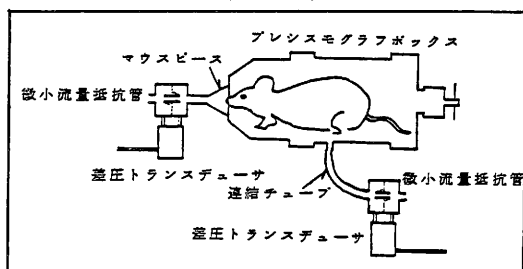 プレシスモグラフボックス
マウスピース
微小流量抵抗管
差圧トランスデューサ
連結チューブ
微小流量抵抗管
差圧トランスデューサ